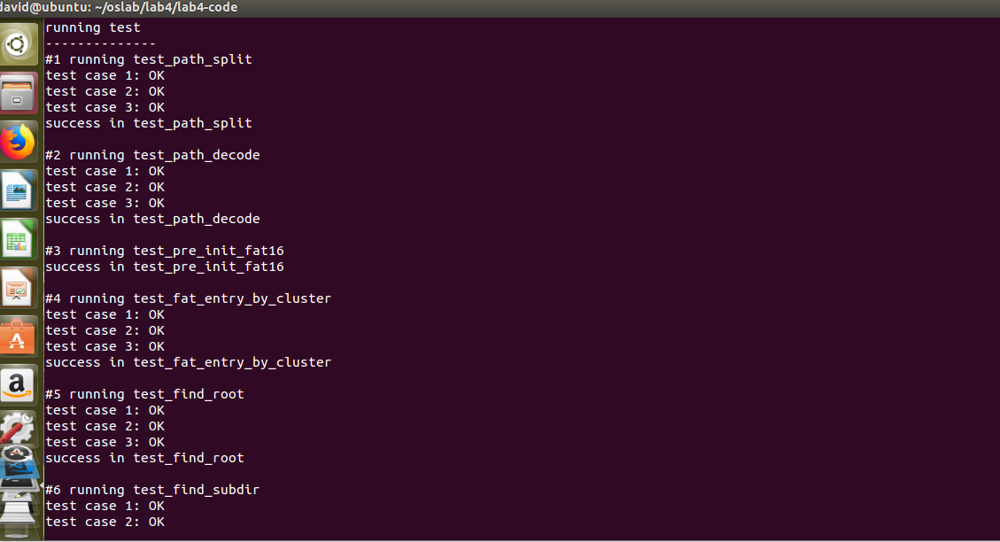 david@ubuntu: ~/oslab/lab4/lab4-code
running test
--------------
#1 running test_path_split
test case 1: OK
test case 2: OK
test case 3: OK
success in test_path_split
#2 running test_path_decode
test case 1: OK
test case 2: OK
test case 3: OK
success in test_path_decode
#3 running test_pre_init_fat16
success in test_pre_init_fat16
#4 running test_fat_entry_by_cluster
test case 1: OK
test case 2: OK
test case 3: OK
success in test_fat_entry_by_cluster
#5 running test_find_root
test case 1: OK
test case 2: OK
test case 3: OK
success in test_find_root
#6 running test_find_subdir
test case 1: OK
test case 2: OK